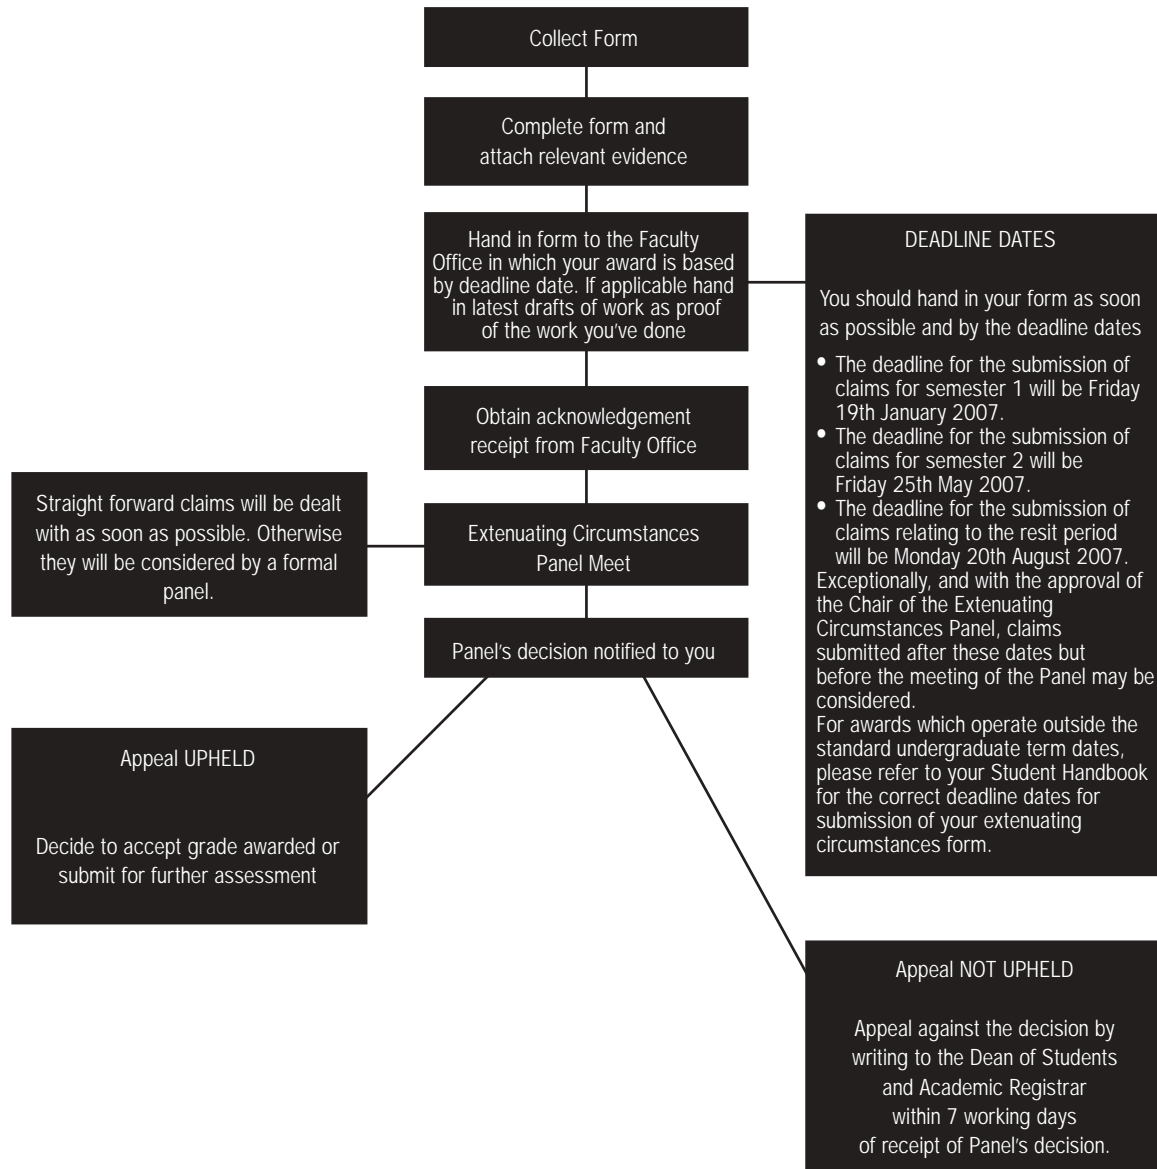 Collect Form
Complete form and
attach relevant evidence
Hand in form to the Faculty
Office in which your award is based
by deadline date. If applicable hand
in latest drafts of work as proof
of the work you've done
DEADLINE DATES
You should hand in your form as soon
as possible and by the deadline dates
• The deadline for the submission of
claims for semester 1 will be Friday
19th January 2007.
• The deadline for the submission of
claims for semester 2 will be
Friday 25th May 2007.
• The deadline for the submission of
claims relating to the resit period
will be Monday 20th August 2007.
Exceptionally, and with the approval of
the Chair of the Extenuating
Circumstances Panel, claims
submitted after these dates but
before the meeting of the Panel may be
considered.
For awards which operate outside the
standard undergraduate term dates,
please refer to your Student Handbook
for the correct deadline dates for
submission of your extenuating
circumstances form.
Obtain acknowledgement
receipt from Faculty Office
Straight forward claims will be dealt
with as soon as possible. Otherwise
they will be considered by a formal
panel.
Extenuating Circumstances
Panel Meet
Panel's decision notified to you
Appeal UPHELD
Decide to accept grade awarded or
submit for further assessment
Appeal NOT UPHELD
Appeal against the decision by
writing to the Dean of Students
and Academic Registrar
within 7 working days
of receipt of Panel's decision.